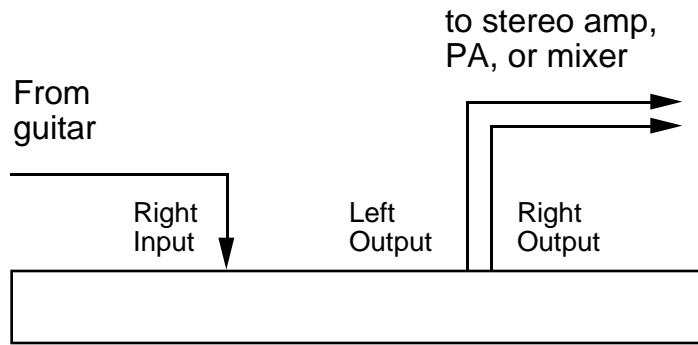 to stereo amp,
PA, or mixer
From
guitar
Right
Input
Left
Output
Right
Output